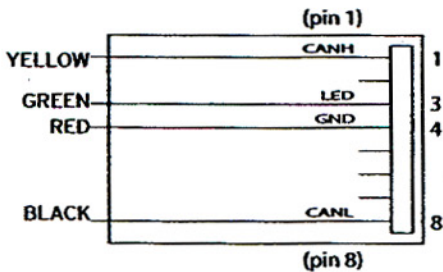 (pin 1)
YELLOW CANH 1
GREEN LED 3
RED GND 4
BLACK CANL 8
(pin 8)